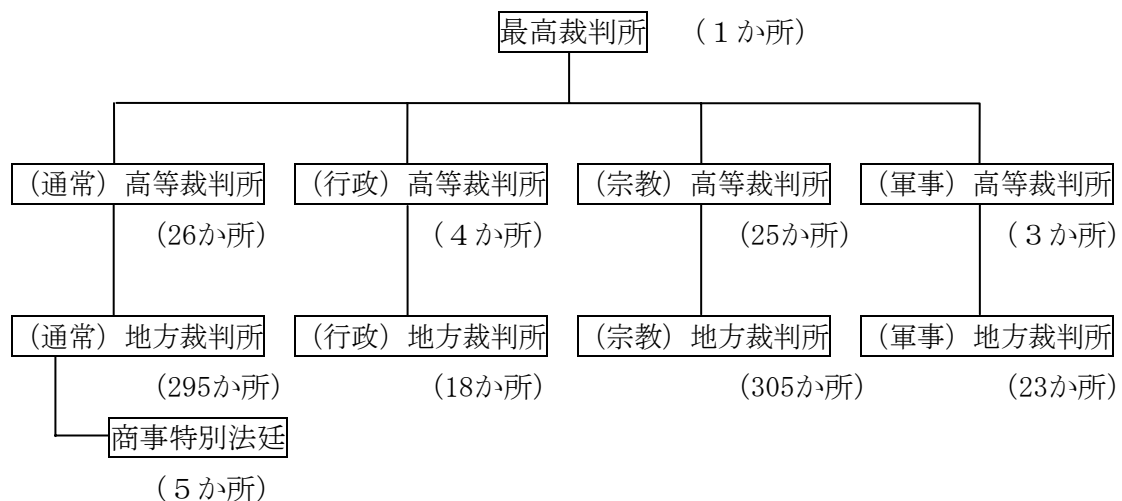 最高裁判所 (1か所)
(通常)高等裁判所 (行政)高等裁判所 (宗教)高等裁判所 (軍事)高等裁判所
(26か所) (4か所) (25か所) (3か所)
(通常)地方裁判所 (行政)地方裁判所 (宗教)地方裁判所 (軍事)地方裁判所
(295か所) (18か所) (305か所) (23か所)
商事特別法廷
(5か所)